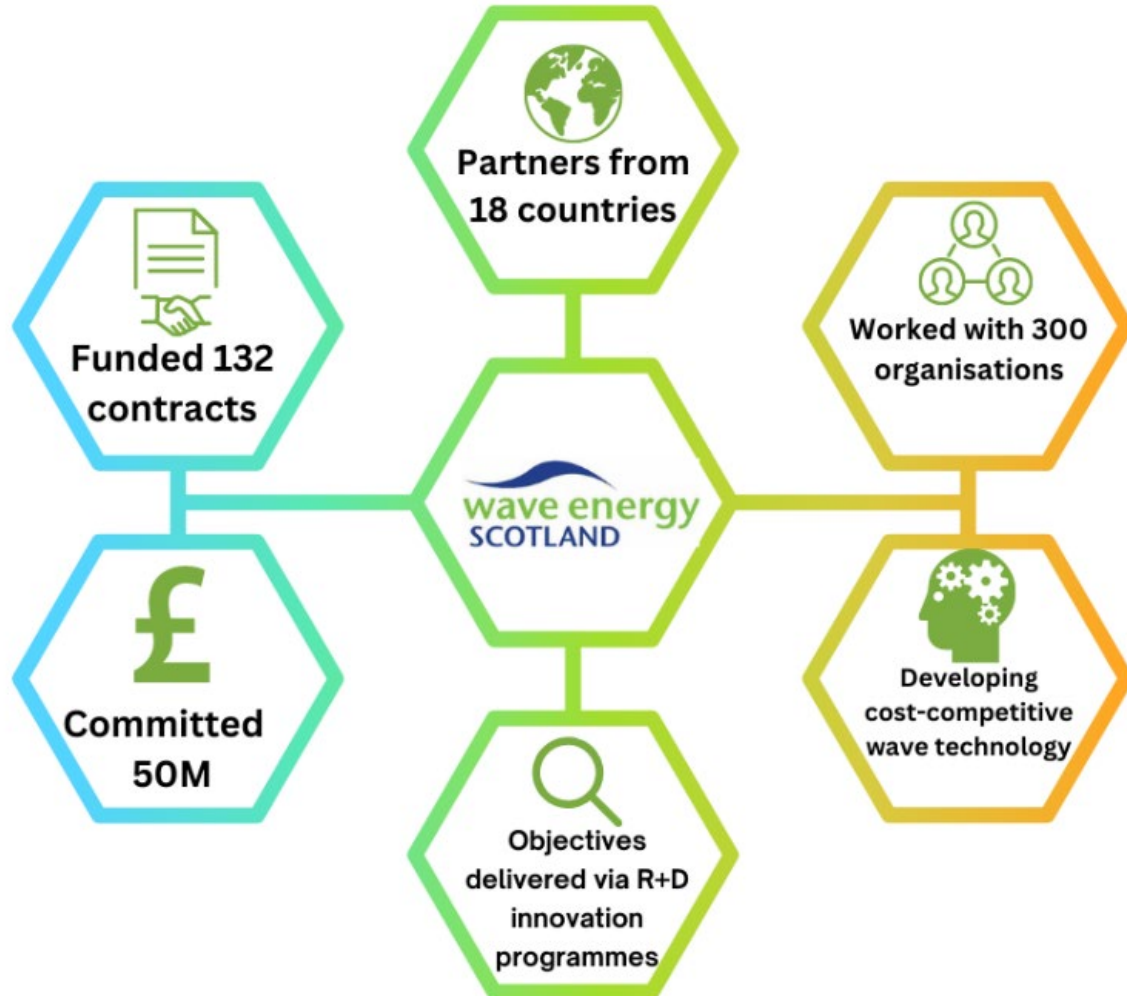 Partners from
18 countries
Funded 132
contracts
Worked with 300
organisations
wave energy
SCOTLAND
£
Committed
50M
Developing
cost-competitive
wave technology
Objectives
delivered via R+D
innovation
programmes